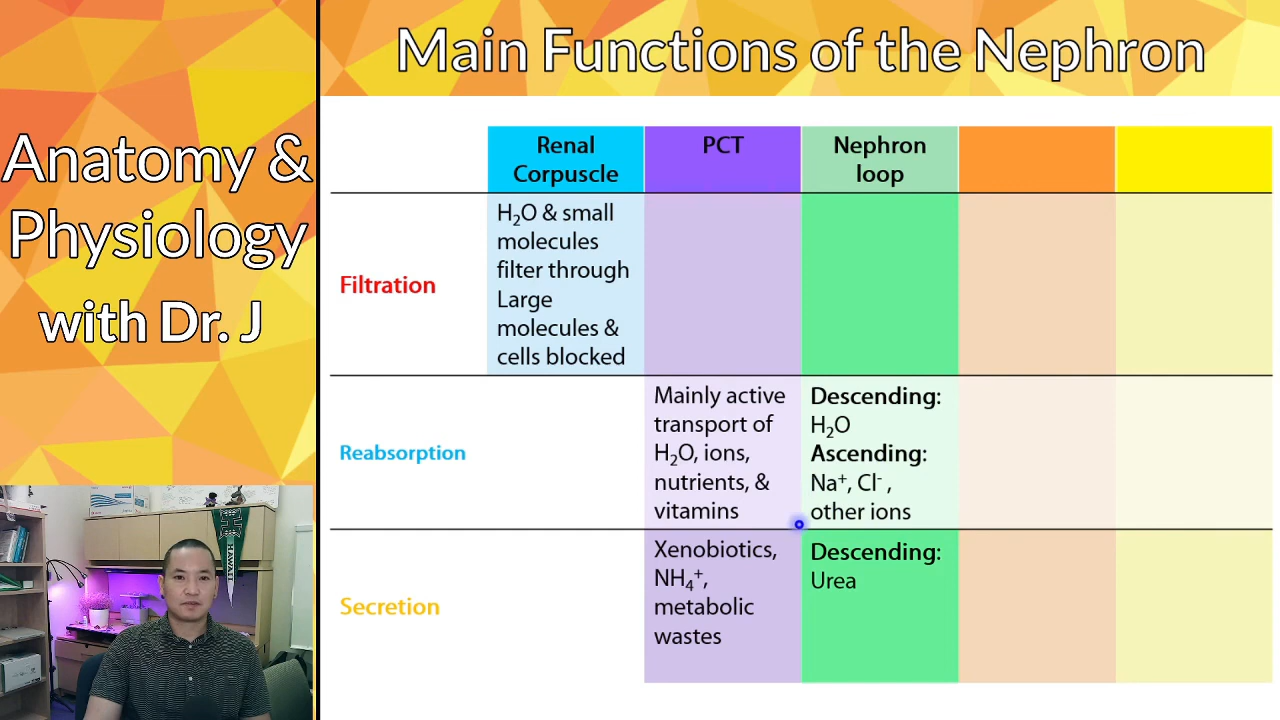 Main Functions of the Nephron
Anatomy &
Physiology
with Dr. J
Renal
Corpuscle
PCT
Nephron
loop
Filtration
H₂O & small
molecules
filter through
Large
molecules &
cells blocked
Reabsorption
Mainly active
transport of
H₂O, ions,
nutrients, &
vitamins
Descending:
H₂O
Ascending:
Na⁺, Cl⁻ ,
other ions
Secretion
Xenobiotics,
NH₄⁺,
metabolic
wastes
Descending:
Urea
HAWAII